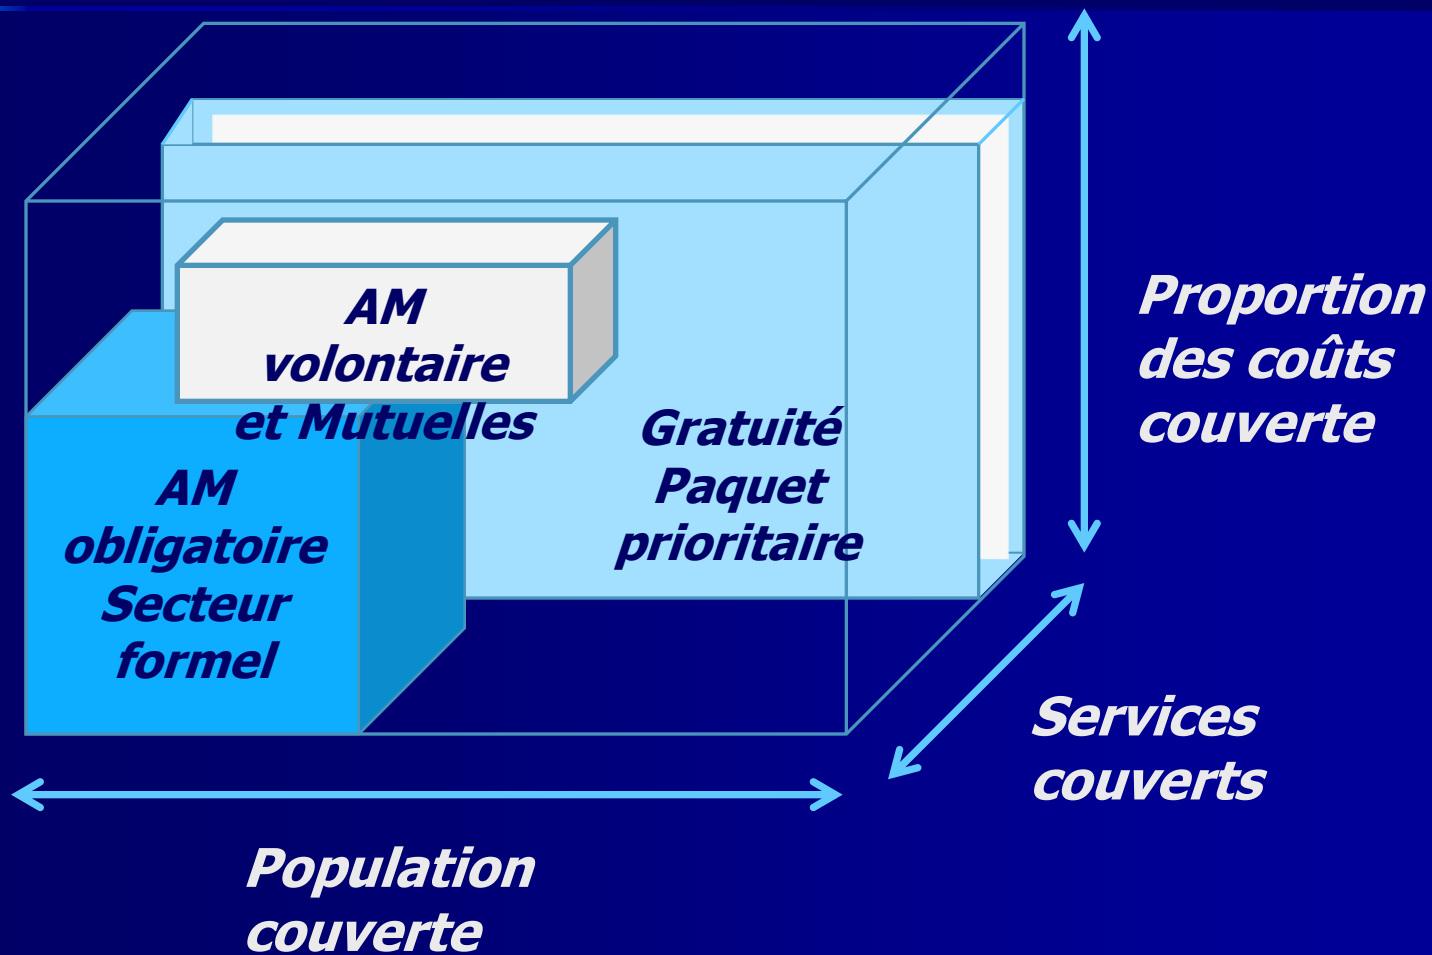 AM
volontaire
et Mutuelles
Gratuité
Paquet
prioritaire
AM
obligatoire
Secteur
formel
Proportion
des coûts
couverte
Services
couverts
Population
couverte